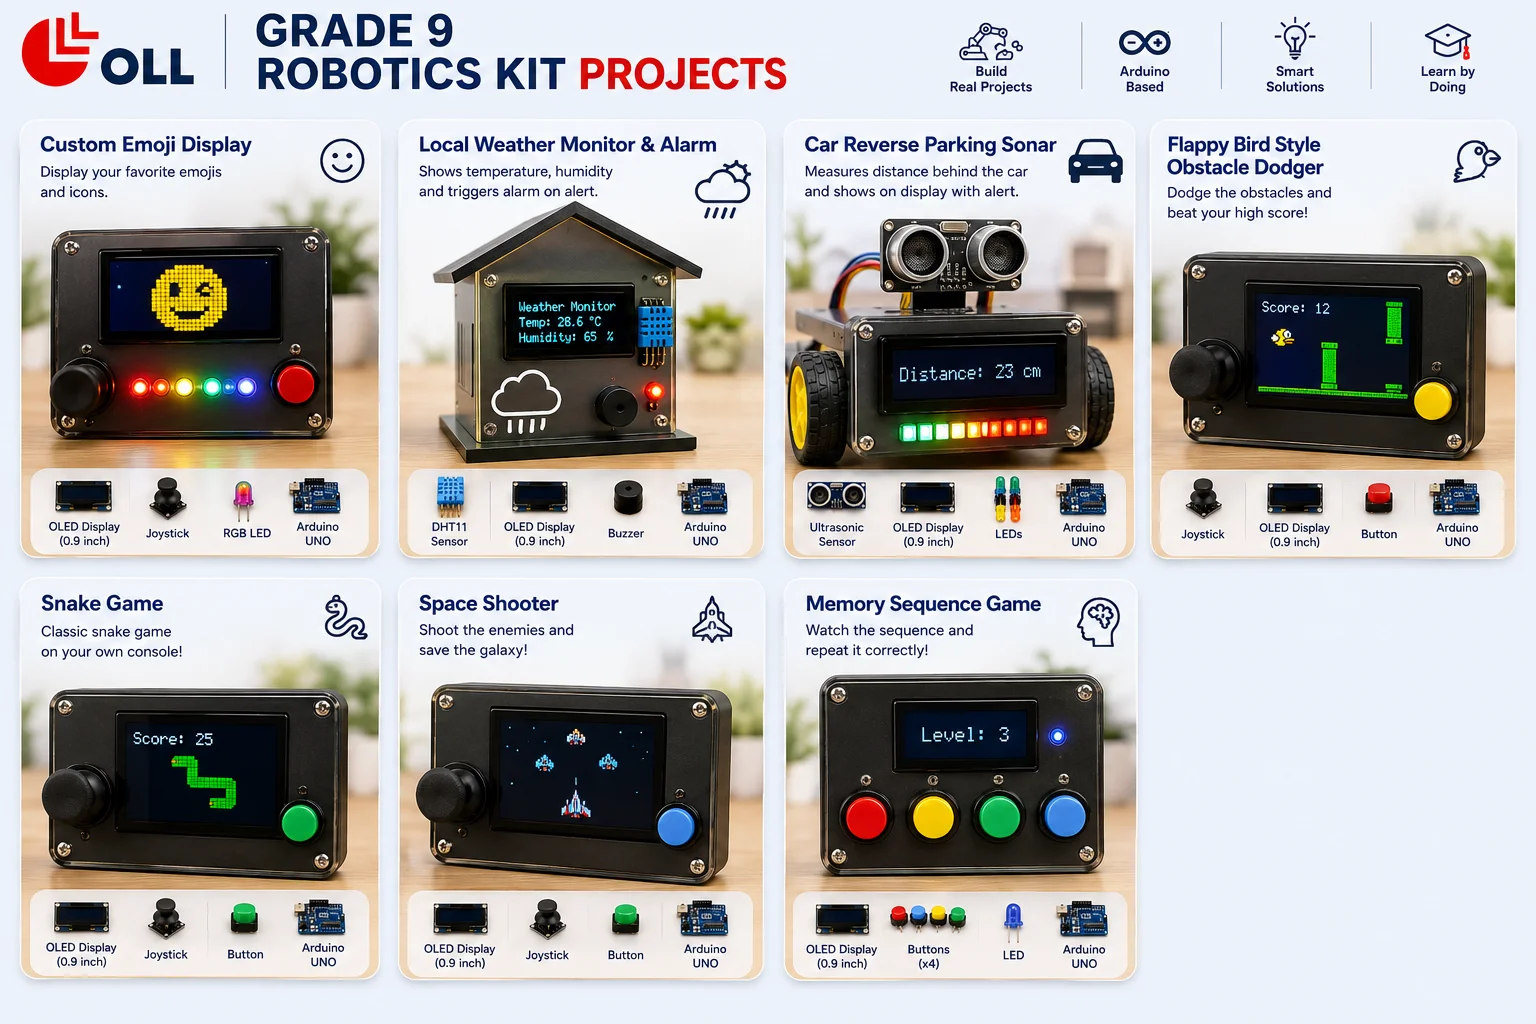 OLL
GRADE 9
ROBOTICS KIT PROJECTS
Build
Real Projects
Arduino
Based
Smart
Solutions
Learn by
Doing
Custom Emoji Display
Display your favorite emojis
and icons.
OLED Display
(0.9 inch)
Joystick
RGB LED
Arduino
UNO
Local Weather Monitor & Alarm
Shows temperature, humidity
and triggers alarm on alert.
Weather Monitor
Temp: 28.6 °C
Humidity: 65 %
DHT11
Sensor
OLED Display
(0.9 inch)
Buzzer
Arduino
UNO
Car Reverse Parking Sonar
Measures distance behind the car
and shows on display with alert.
Distance: 23 cm
Ultrasonic
Sensor
OLED Display
(0.9 inch)
LEDs
Arduino
UNO
Flappy Bird Style
Obstacle Dodger
Dodge the obstacles and
beat your high score!
Score: 12
Joystick
OLED Display
(0.9 inch)
Button
Arduino
UNO
Snake Game
Classic snake game
on your own console!
Score: 25
OLED Display
(0.9 inch)
Joystick
Button
Arduino
UNO
Space Shooter
Shoot the enemies and
save the galaxy!
OLED Display
(0.9 inch)
Joystick
Button
Arduino
UNO
Memory Sequence Game
Watch the sequence and
repeat it correctly!
Level: 3
OLED Display
(0.9 inch)
Buttons
(x4)
LED
Arduino
UNO